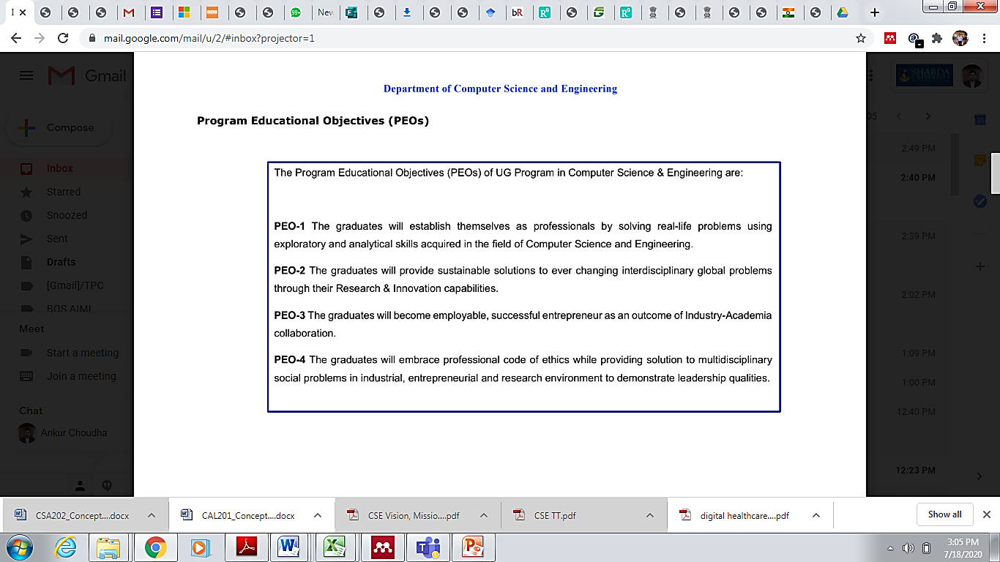 I
99+
New
bR
mail.google.com/mail/u/2/#inbox?projector=1
Gmail
SHARDA
UNIVERSITY
Compose
Inbox
Starred
Snoozed
Sent
Drafts
[Gmail]/TPC
BOS AIML
Meet
Start a meeting
Join a meeting
Chat
Ankur Choudha
Department of Computer Science and Engineering
Program Educational Objectives (PEOs)
The Program Educational Objectives (PEOs) of UG Program in Computer Science & Engineering are:
PEO-1 The graduates will establish themselves as professionals by solving real-life problems using
exploratory and analytical skills acquired in the field of Computer Science and Engineering.
PEO-2 The graduates will provide sustainable solutions to ever changing interdisciplinary global problems
through their Research & Innovation capabilities.
PEO-3 The graduates will become employable, successful entrepreneur as an outcome of Industry-Academia
collaboration.
PEO-4 The graduates will embrace professional code of ethics while providing solution to multidisciplinary
social problems in industrial, entrepreneurial and research environment to demonstrate leadership qualities.
05
2:49 PM
2:40 PM
2:39 PM
2:02 PM
1:09 PM
1:00 PM
12:40 PM
12:23 PM
CSA202_Concept....docx
CAL201_Concept....docx
CSE Vision, Missio....pdf
CSE TT.pdf
digital healthcare....pdf
Show all
3:05 PM
7/18/2020